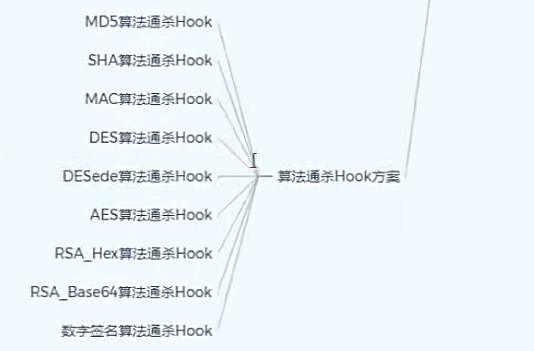 MD5算法通杀Hook
SHA算法通杀Hook
MAC算法通杀Hook
DES算法通杀Hook
DESede算法通杀Hook
算法通杀Hook方案
AES算法通杀Hook
RSA_Hex算法通杀Hook
RSA_Base64算法通杀Hook
数字签名算法通杀Hook